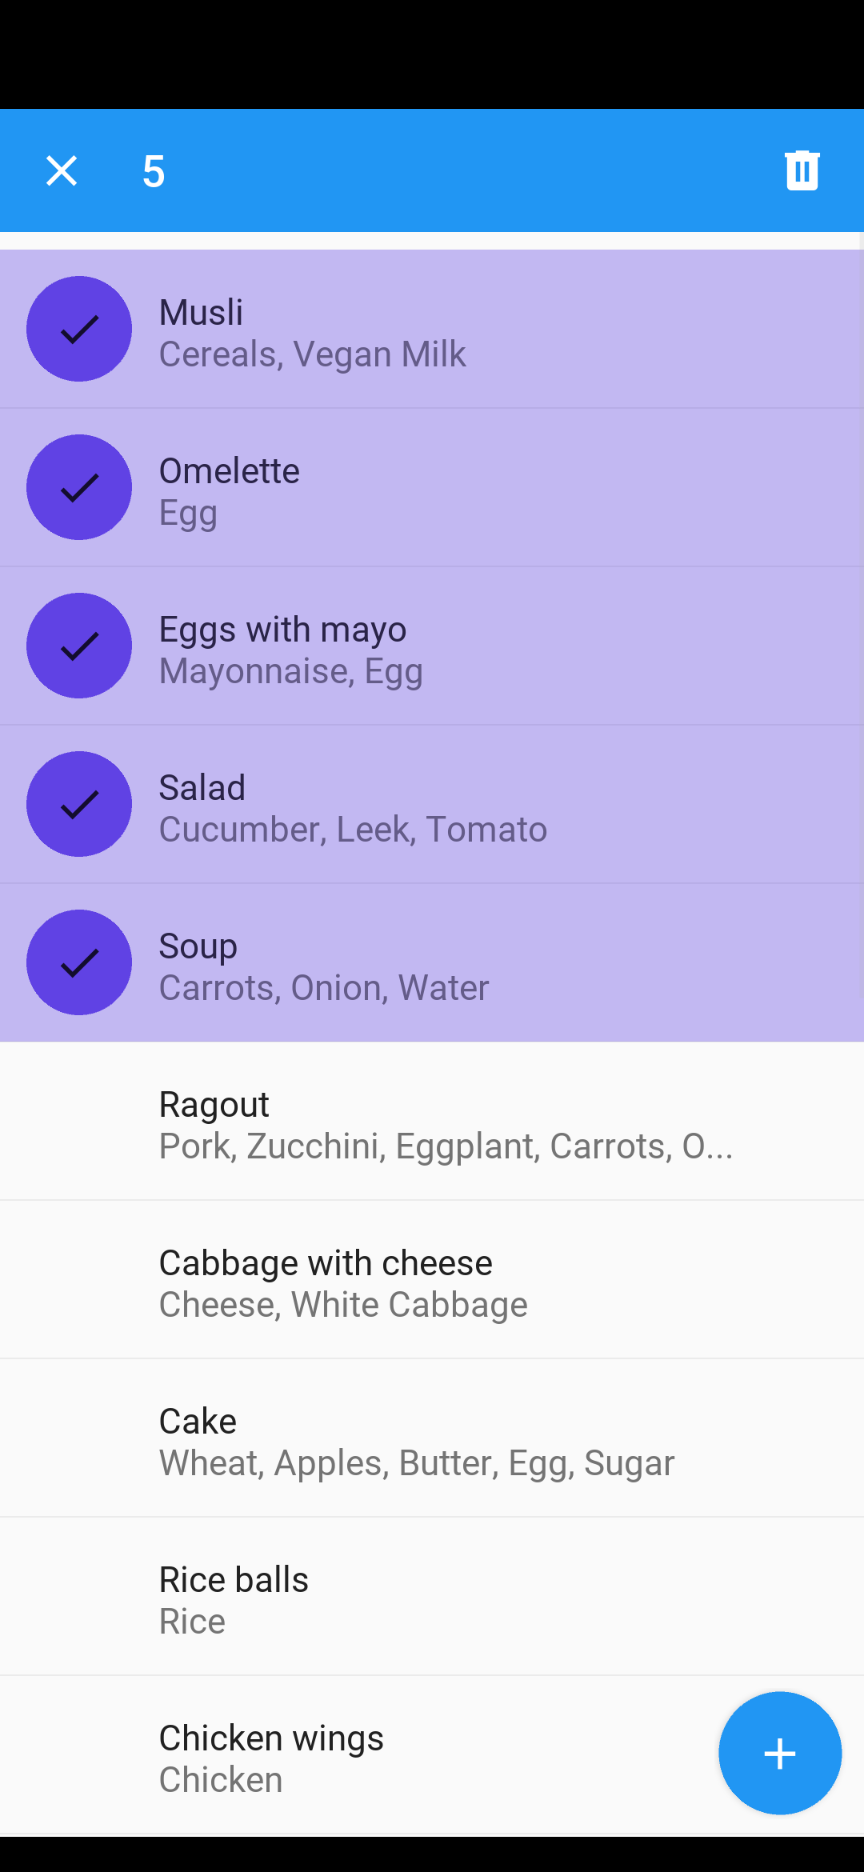 5
Musli
Cereals, Vegan Milk
Omelette
Egg
Eggs with mayo
Mayonnaise, Egg
Salad
Cucumber, Leek, Tomato
Soup
Carrots, Onion, Water
Ragout
Pork, Zucchini, Eggplant, Carrots, O...
Cabbage with cheese
Cheese, White Cabbage
Cake
Wheat, Apples, Butter, Egg, Sugar
Rice balls
Rice
Chicken wings
Chicken